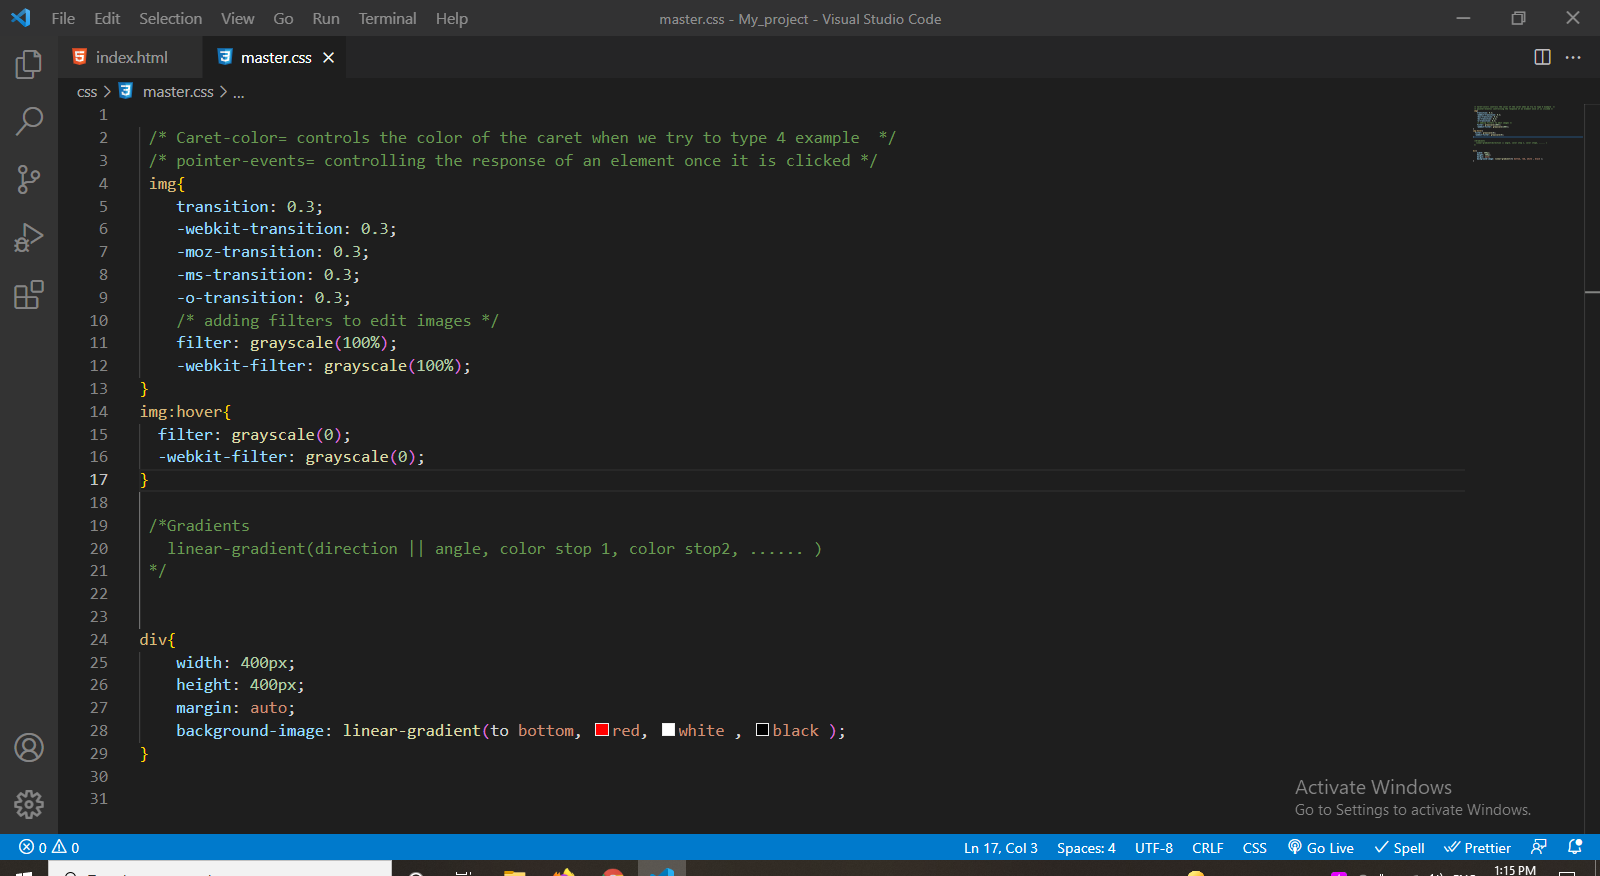 File Edit Selection View Go Run Terminal Help
master.css - My_project - Visual Studio Code
index.html
master.css
css > master.css > ...
1
2 /* Caret-color= controls the color of the caret when we try to type 4 example  */
3 /* pointer-events= controlling the response of an element once it is clicked */
4 img{
5 transition: 0.3;
6 -webkit-transition: 0.3;
7 -moz-transition: 0.3;
8 -ms-transition: 0.3;
9 -o-transition: 0.3;
10 /* adding filters to edit images */
11 filter: grayscale(100%);
12 -webkit-filter: grayscale(100%);
13 }
14 img:hover{
15 filter: grayscale(0);
16 -webkit-filter: grayscale(0);
17 }
18
19 /*Gradients
20 linear-gradient(direction || angle, color stop 1, color stop2, ...... )
21 */
22
23
24 div{
25 width: 400px;
26 height: 400px;
27 margin: auto;
28 background-image: linear-gradient(to bottom, red, white , black );
29 }
30
31
Activate Windows
Go to Settings to activate Windows.
0 0
Ln 17, Col 3 Spaces: 4 UTF-8 CRLF CSS Go Live Spell Prettier
1:15 PM